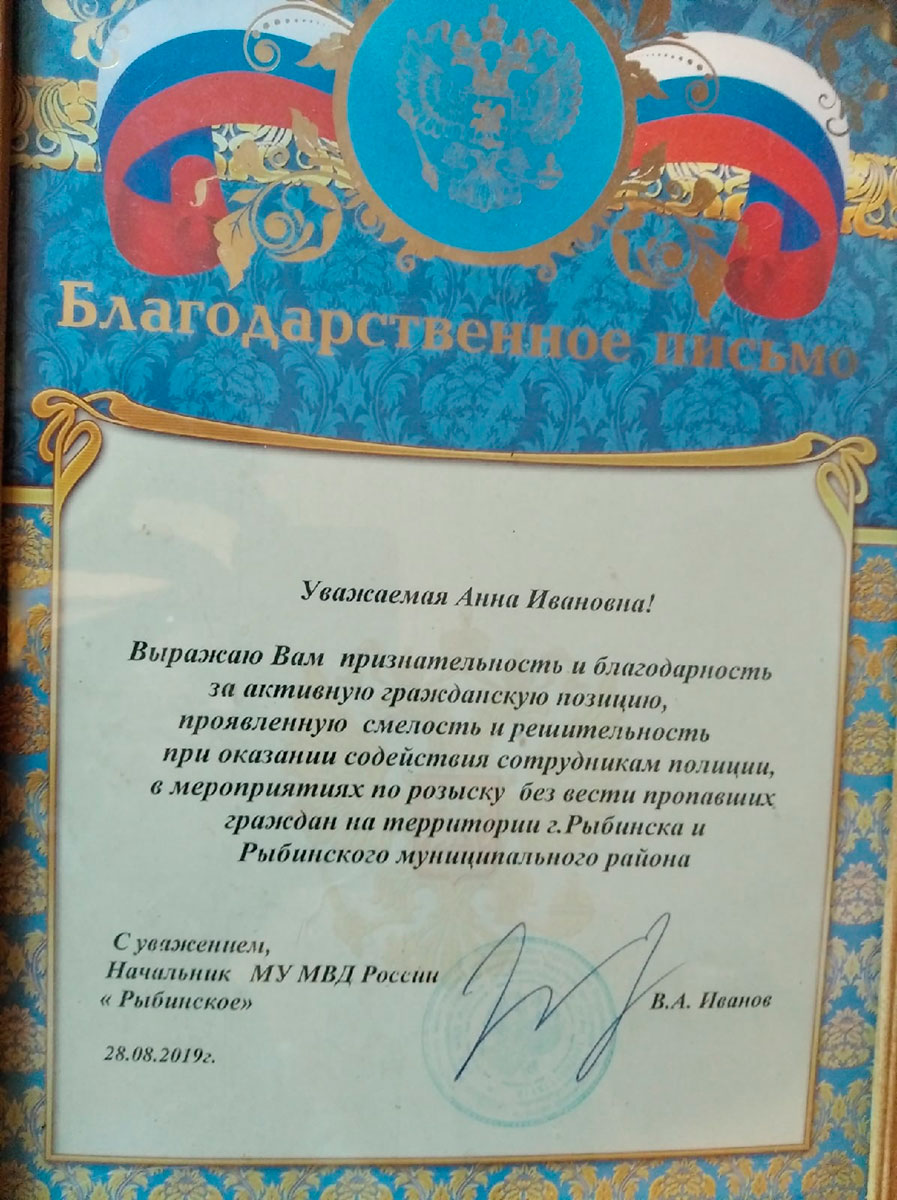 Благодарственное письмо
Уважаемая Анна Ивановна!
Выражаю Вам признательность и благодарность
за активную гражданскую позицию,
проявленную смелость и решительность
при оказании содействия сотрудникам полиции,
в мероприятиях по розыску без вести пропавших
граждан на территории г.Рыбинска и
Рыбинского муниципального района
С уважением,
Начальник МУ МВД России
« Рыбинское»
В.А. Иванов
28.08.2019г.